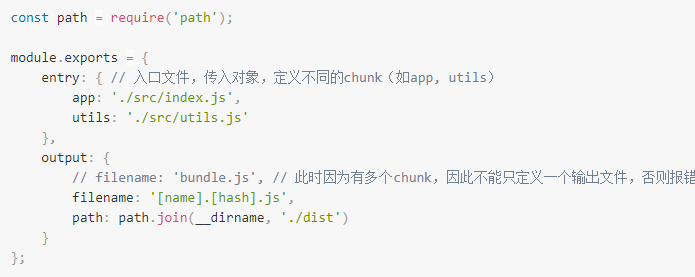 const path = require('path');
module.exports = {
entry: { // 入口文件，传入对象，定义不同的chunk（如app, utils）
app: './src/index.js',
utils: './src/utils.js'
},
output: {
// filename: 'bundle.js', // 此时因为有多个chunk，因此不能只定义一个输出文件，否则报错
filename: '[name].[hash].js',
path: path.join(__dirname, './dist')
}
};